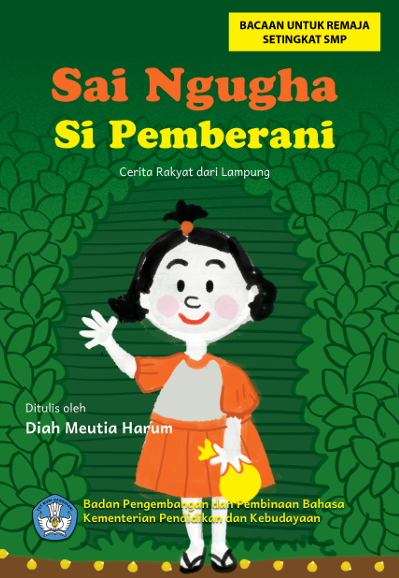 BACAAN UNTUK REMAJA
SETINGKAT SMP
Sai Ngugha
Si Pemberani
Cerita Rakyat dari Lampung
Ditulis oleh
Diah Meutia Harum
Badan Pengembangan dan Pembinaan Bahasa
Kementerian Pendidikan dan Kebudayaan